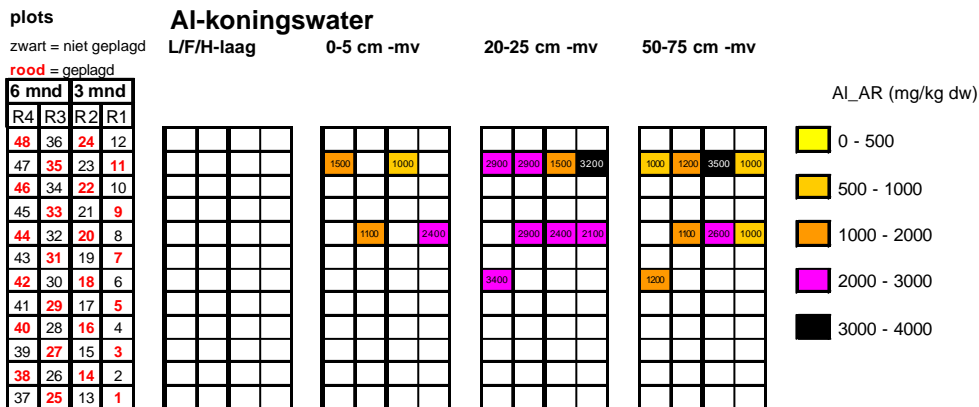 plots
Al-koningswater
zwart = niet geplagd
L/F/H-laag
0-5 cm -mv
20-25 cm -mv
50-75 cm -mv
rood = geplagd
6 mnd 3 mnd
Al_AR (mg/kg dw)
R4 R3 R2 R1
48 36 24 12
0 - 500
47 35 23 11
1500 1000 2900 2900 1500 3200 1000 1200 3500 1000
46 34 22 10
500 - 1000
45 33 21 9
44 32 20 8
1100 2400 2900 2400 2100 1100 2600 1000
1000 - 2000
43 31 19 7
42 30 18 6
3400 1200
2000 - 3000
41 29 17 5
40 28 16 4
3000 - 4000
39 27 15 3
38 26 14 2
37 25 13 1